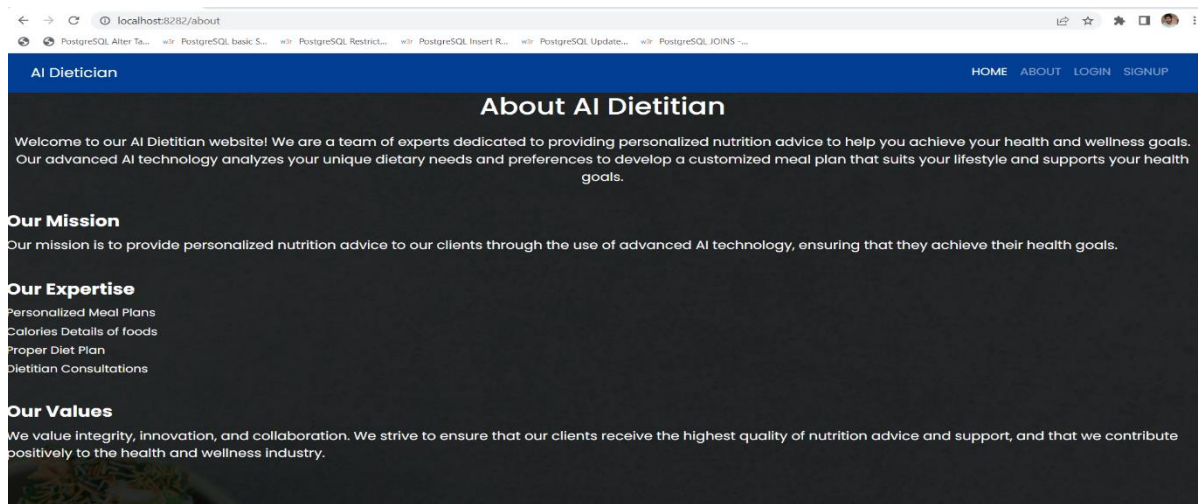 localhost:8282/about
PostgreSQL Alter Ta... w3r PostgreSQL basic S... w3r PostgreSQL Restrict... w3r PostgreSQL Insert R... w3r PostgreSQL Update... w3r PostgreSQL JOINS -...
AI Dietician HOME ABOUT LOGIN SIGNUP
About AI Dietitian
Welcome to our AI Dietitian website! We are a team of experts dedicated to providing personalized nutrition advice to help you achieve your health and wellness goals.
Our advanced AI technology analyzes your unique dietary needs and preferences to develop a customized meal plan that suits your lifestyle and supports your health
goals.
Our Mission
Our mission is to provide personalized nutrition advice to our clients through the use of advanced AI technology, ensuring that they achieve their health goals.
Our Expertise
Personalized Meal Plans
Calories Details of foods
Proper Diet Plan
Dietitian Consultations
Our Values
We value integrity, innovation, and collaboration. We strive to ensure that our clients receive the highest quality of nutrition advice and support, and that we contribute
positively to the health and wellness industry.